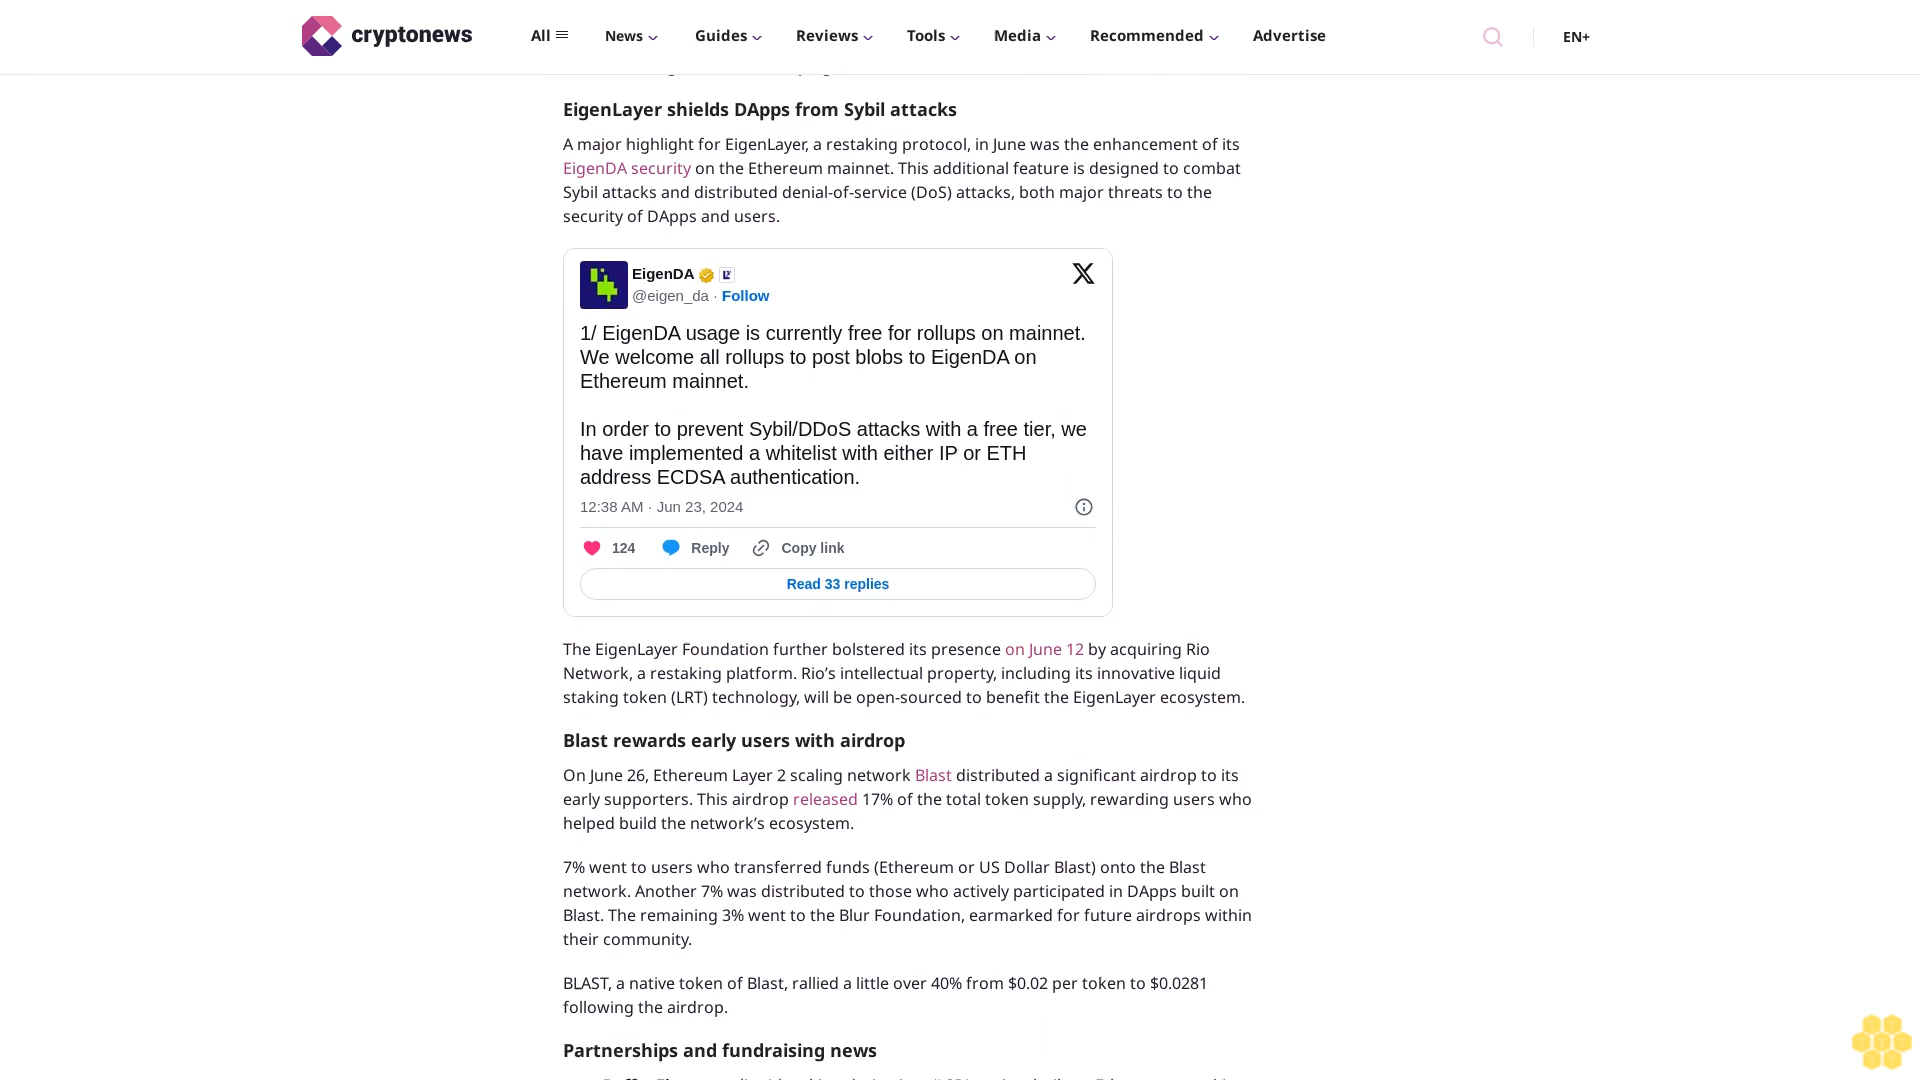 cryptonews
All
News
Guides
Reviews
Tools
Media
Recommended
Advertise
EN+
EigenLayer shields DApps from Sybil attacks
A major highlight for EigenLayer, a restaking protocol, in June was the enhancement of its
EigenDA security on the Ethereum mainnet. This additional feature is designed to combat
Sybil attacks and distributed denial-of-service (DoS) attacks, both major threats to the
security of DApps and users.
EigenDA
@eigen_da · Follow
1/ EigenDA usage is currently free for rollups on mainnet.
We welcome all rollups to post blobs to EigenDA on
Ethereum mainnet.
In order to prevent Sybil/DDoS attacks with a free tier, we
have implemented a whitelist with either IP or ETH
address ECDSA authentication.
12:38 AM · Jun 23, 2024
124 Reply Copy link
Read 33 replies
The EigenLayer Foundation further bolstered its presence on June 12 by acquiring Rio
Network, a restaking platform. Rio’s intellectual property, including its innovative liquid
staking token (LRT) technology, will be open-sourced to benefit the EigenLayer ecosystem.
Blast rewards early users with airdrop
On June 26, Ethereum Layer 2 scaling network Blast distributed a significant airdrop to its
early supporters. This airdrop released 17% of the total token supply, rewarding users who
helped build the network’s ecosystem.
7% went to users who transferred funds (Ethereum or US Dollar Blast) onto the Blast
network. Another 7% was distributed to those who actively participated in DApps built on
Blast. The remaining 3% went to the Blur Foundation, earmarked for future airdrops within
their community.
BLAST, a native token of Blast, rallied a little over 40% from $0.02 per token to $0.0281
following the airdrop.
Partnerships and fundraising news